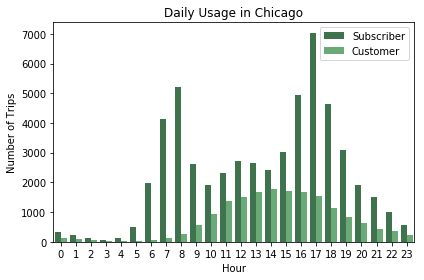 Daily Usage in Chicago
Subscriber
Customer
Number of Trips
7000
6000
5000
4000
3000
2000
1000
0
0 1 2 3 4 5 6 7 8 9 10 11 12 13 14 15 16 17 18 19 20 21 22 23
Hour